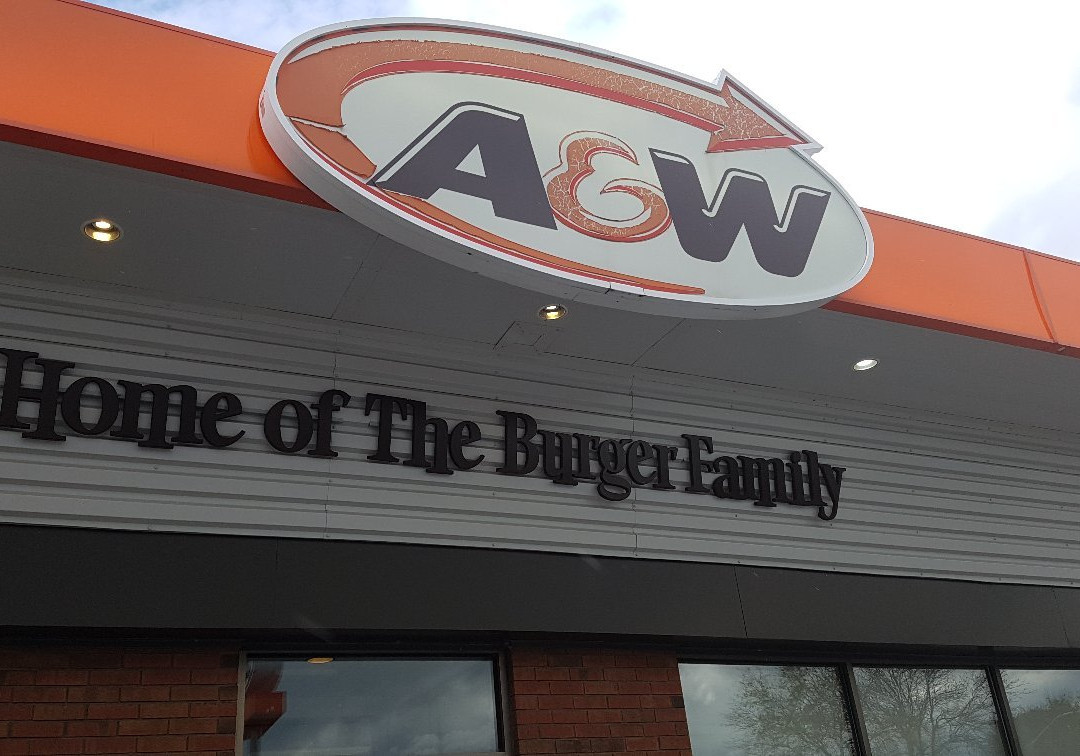 A&W
Home of The Burger Family